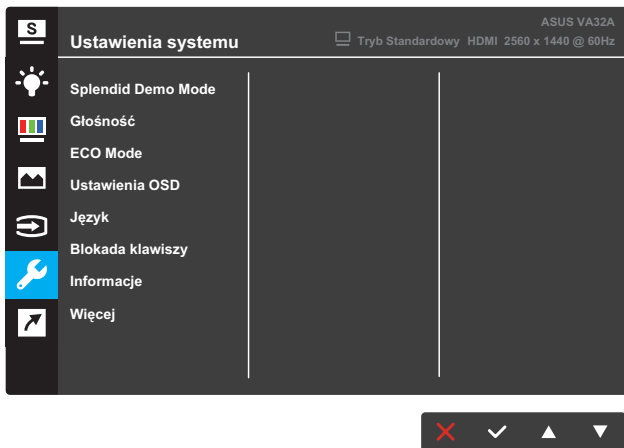 S
ASUS VA32A
Ustawienia systemu
Tryb Standardowy HDMI 2560 x 1440 @ 60Hz
Splendid Demo Mode
Głośność
ECO Mode
Ustawienia OSD
Język
Blokada klawiszy
Informacje
Więcej